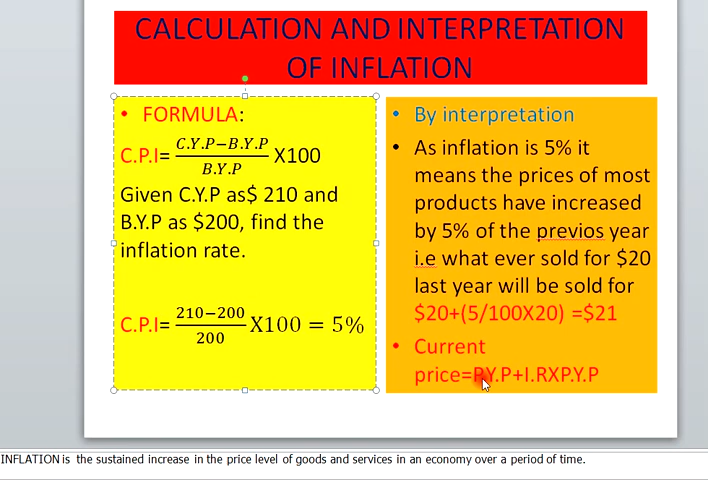 CALCULATION AND INTERPRETATION
OF INFLATION
• FORMULA:
C.P.I= C.Y.P−B.Y.P / B.Y.P X100
Given C.Y.P as$ 210 and
B.Y.P as $200, find the
inflation rate.
C.P.I= 210−200 / 200 X100 = 5%
• By interpretation
• As inflation is 5% it
means the prices of most
products have increased
by 5% of the previos year
i.e what ever sold for $20
last year will be sold for
$20+(5/100X20) =$21
• Current
price=P.Y.P+I.RXP.Y.P
INFLATION is the sustained increase in the price level of goods and services in an economy over a period of time.